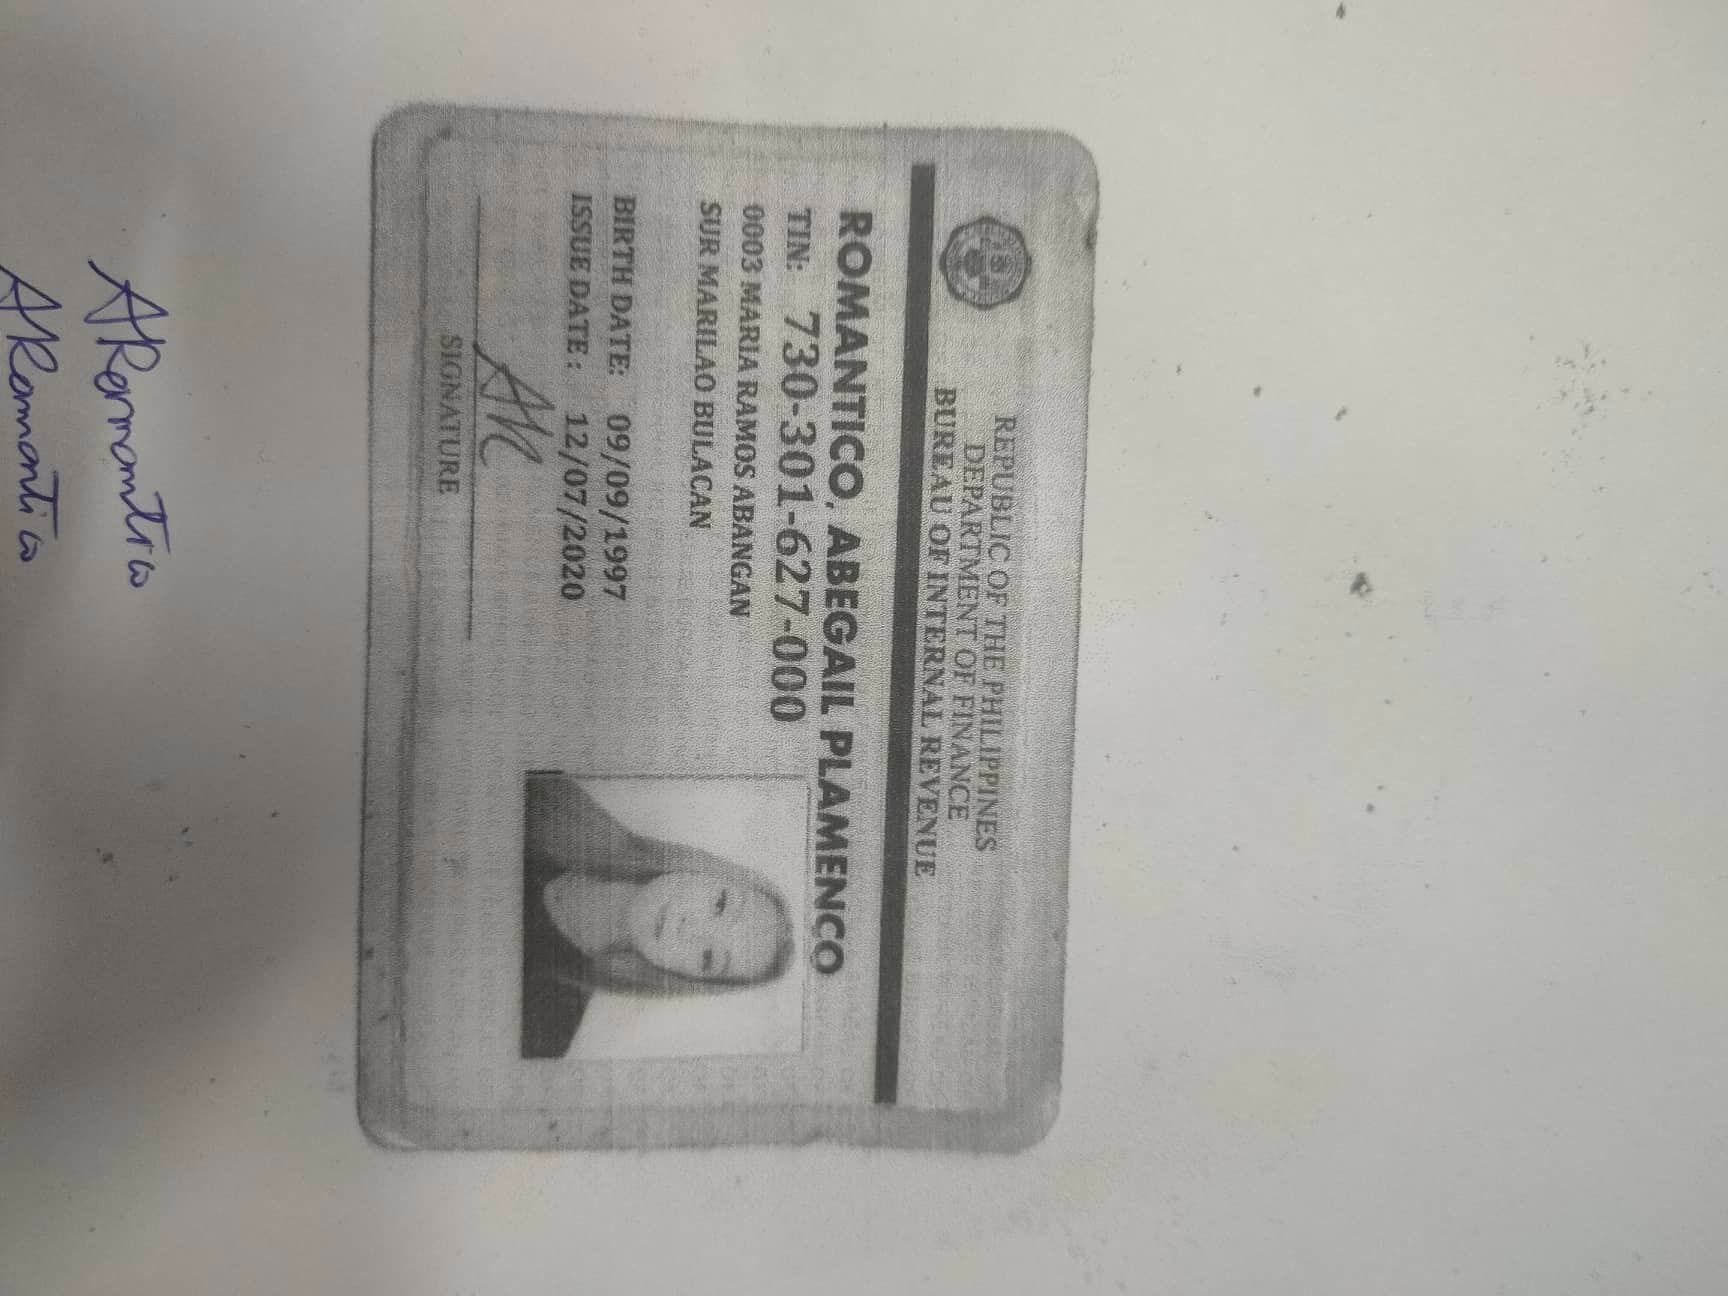 REPUBLIC OF THE PHILIPPINES
DEPARTMENT OF FINANCE
BUREAU OF INTERNAL REVENUE
ROMANTICO, ABEGAIL PLAMENCO
TIN: 730-301-627-000
0003 MARIA RAMOS ABANGAN
SUR MARILAO BULACAN
BIRTH DATE: 09/09/1997
ISSUE DATE: 12/07/2020
AR
SIGNATURE
ARomantico
ARomantico